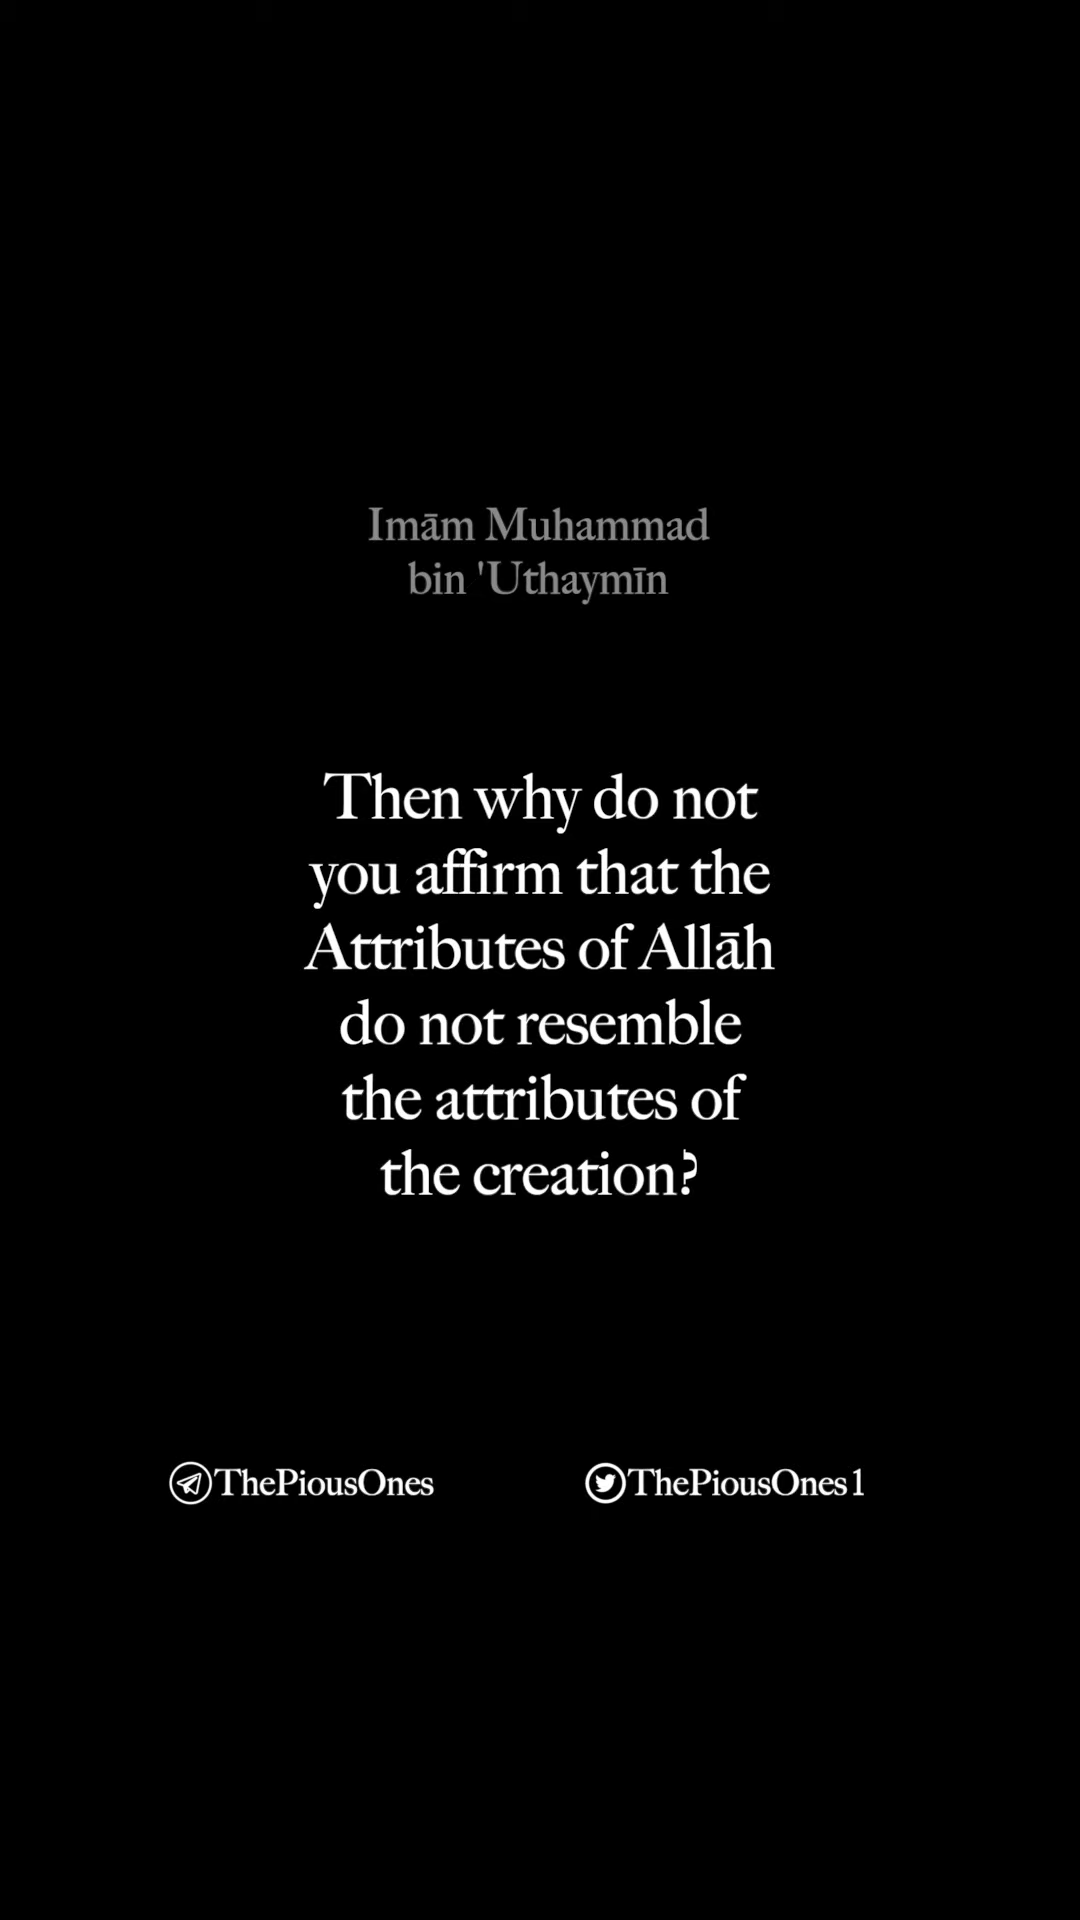 Imām Muhammad
bin 'Uthaymīn
Then why do not
you affirm that the
Attributes of Allāh
do not resemble
the attributes of
the creation?
ThePiousOnes
ThePiousOnes1